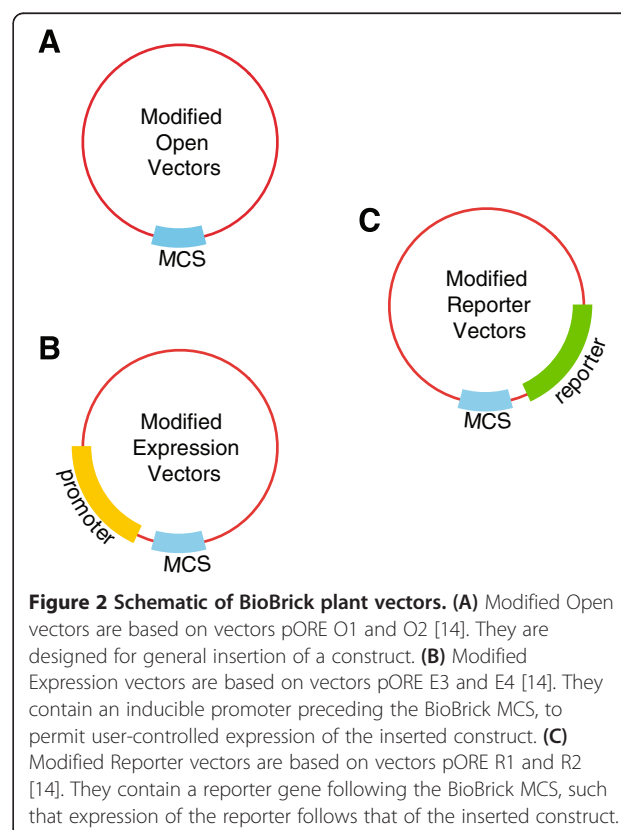 A
Modified
Open
Vectors
MCS
C
Modified
Reporter
Vectors
reporter
MCS
B
Modified
Expression
Vectors
promoter
MCS
Figure 2 Schematic of BioBrick plant vectors. (A) Modified Open
vectors are based on vectors pORE O1 and O2 [14]. They are
designed for general insertion of a construct. (B) Modified
Expression vectors are based on vectors pORE E3 and E4 [14]. They
contain an inducible promoter preceding the BioBrick MCS, to
permit user-controlled expression of the inserted construct. (C)
Modified Reporter vectors are based on vectors pORE R1 and R2
[14]. They contain a reporter gene following the BioBrick MCS, such
that expression of the reporter follows that of the inserted construct.